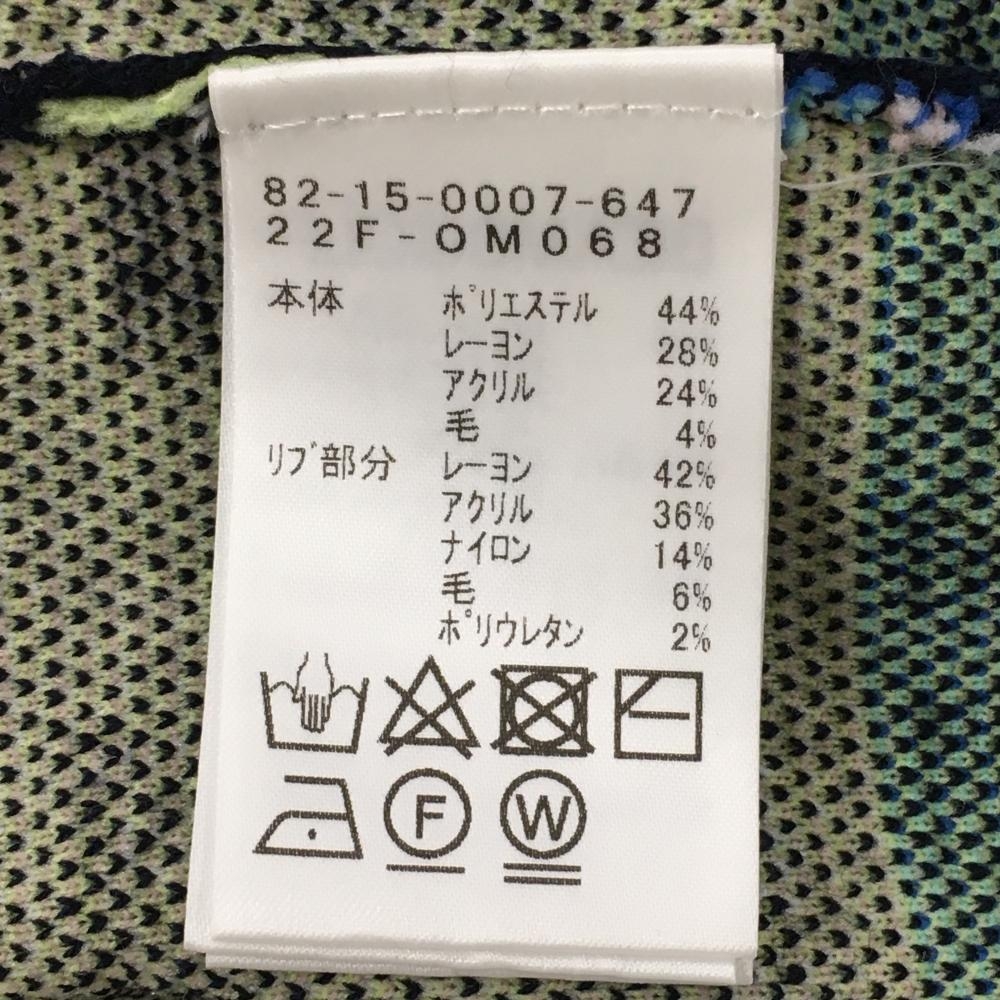 82-15-0007-647
22F-OM068
本体 ポリエステル 44%
レーヨン 28%
アクリル 24%
毛 4%
リブ部分 レーヨン 42%
アクリル 36%
ナイロン 14%
毛 6%
ポリウレタン 2%
F W